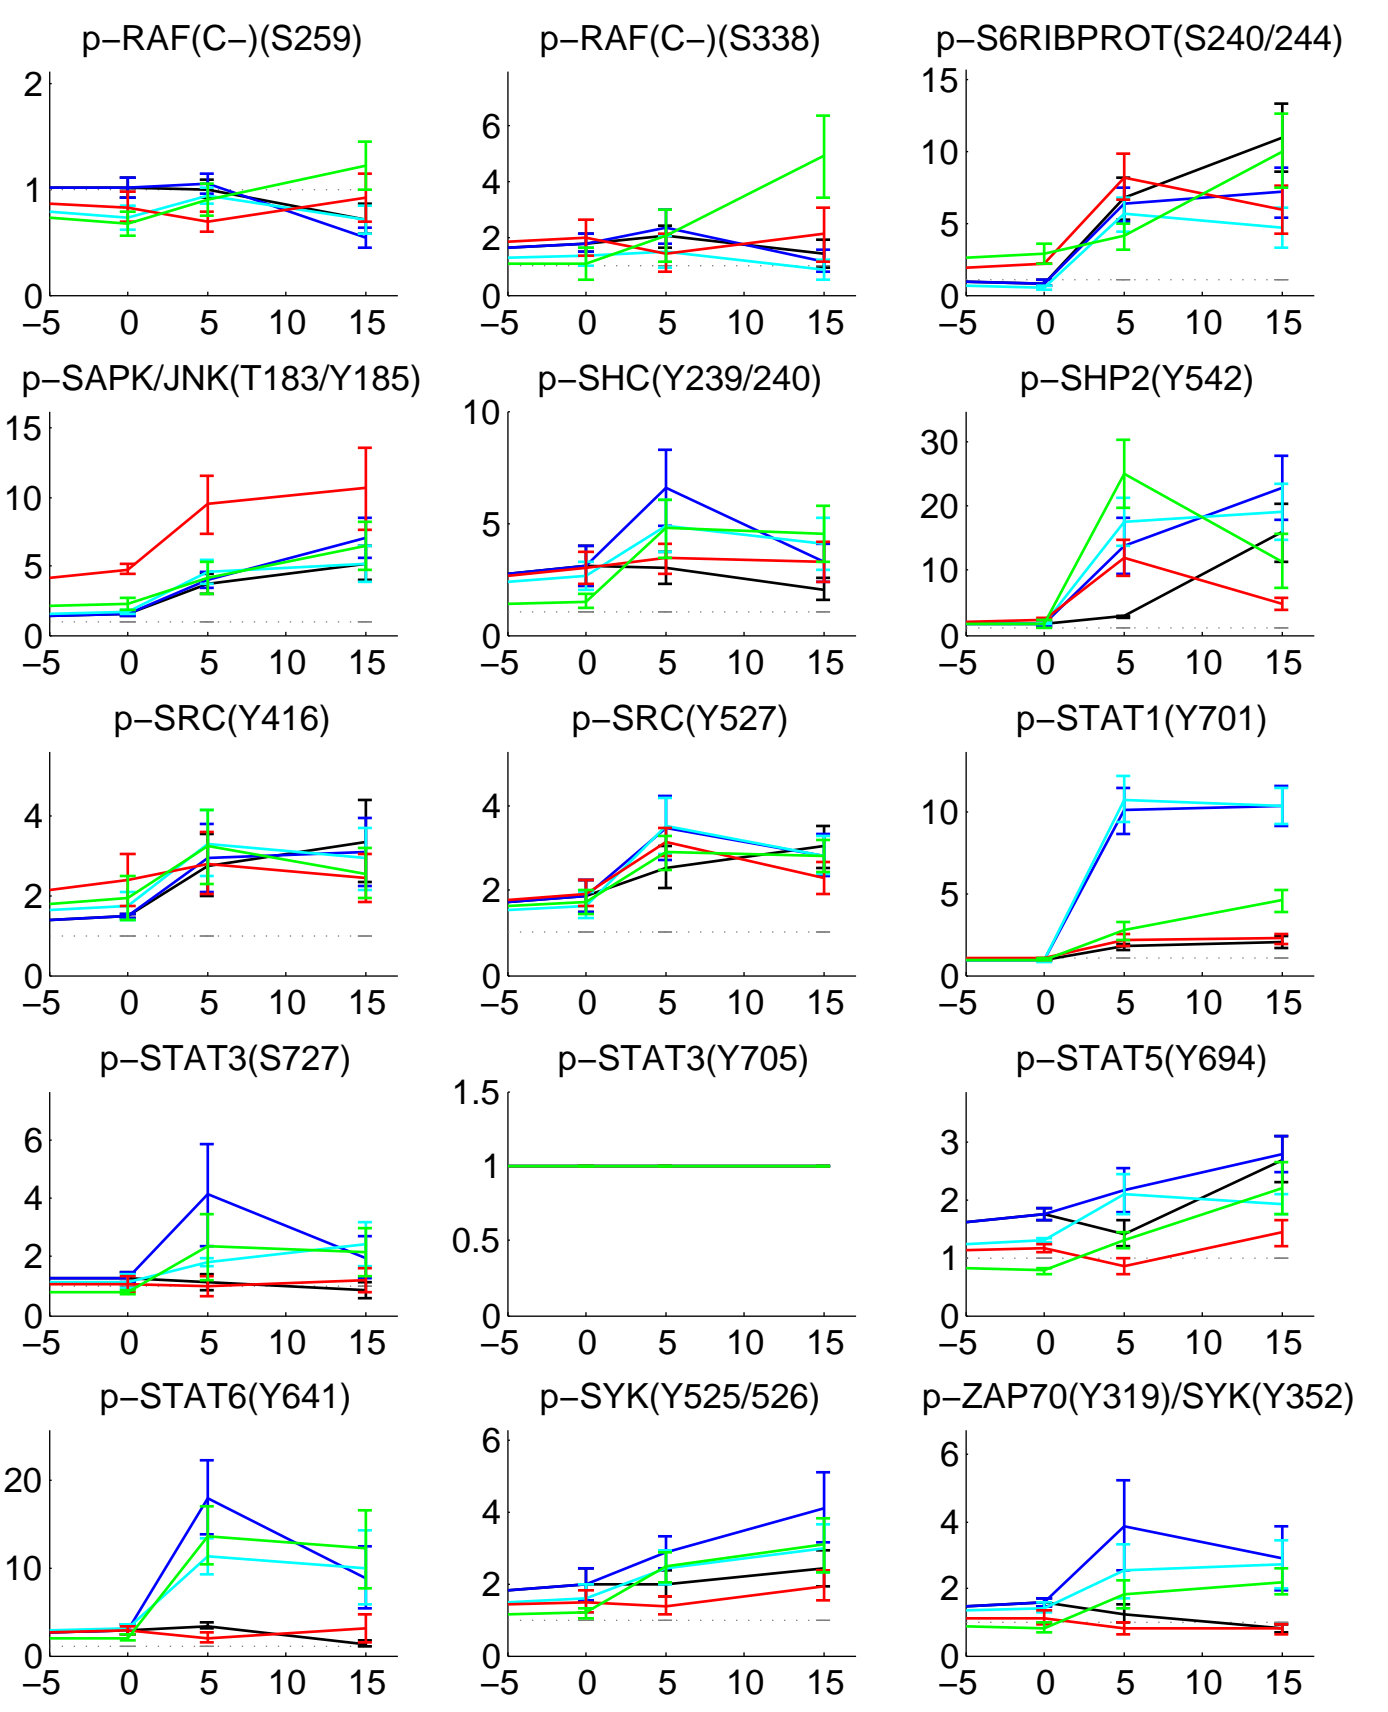 p−RAF(C−)(S259) p−RAF(C−)(S338) p−S6RIBPROT(S240/244)
2 6 15
1 4 10
0 2 5
0 0
−5 0 5 10 15 −5 0 5 10 15 −5 0 5 10 15
p−SAPK/JNK(T183/Y185) p−SHC(Y239/240) p−SHP2(Y542)
15 10 30
10 5 20
5 0 10
0 0
−5 0 5 10 15 −5 0 5 10 15 −5 0 5 10 15
p−SRC(Y416) p−SRC(Y527) p−STAT1(Y701)
4 4 10
2 2 5
0 0 0
−5 0 5 10 15 −5 0 5 10 15 −5 0 5 10 15
p−STAT3(S727) p−STAT3(Y705) p−STAT5(Y694)
6 1.5 3
4 1 2
2 0.5 1
0 0 0
−5 0 5 10 15 −5 0 5 10 15 −5 0 5 10 15
p−STAT6(Y641) p−SYK(Y525/526) p−ZAP70(Y319)/SYK(Y352)
20 6 6
10 4 4
0 2 2
0 0
−5 0 5 10 15 −5 0 5 10 15 −5 0 5 10 15